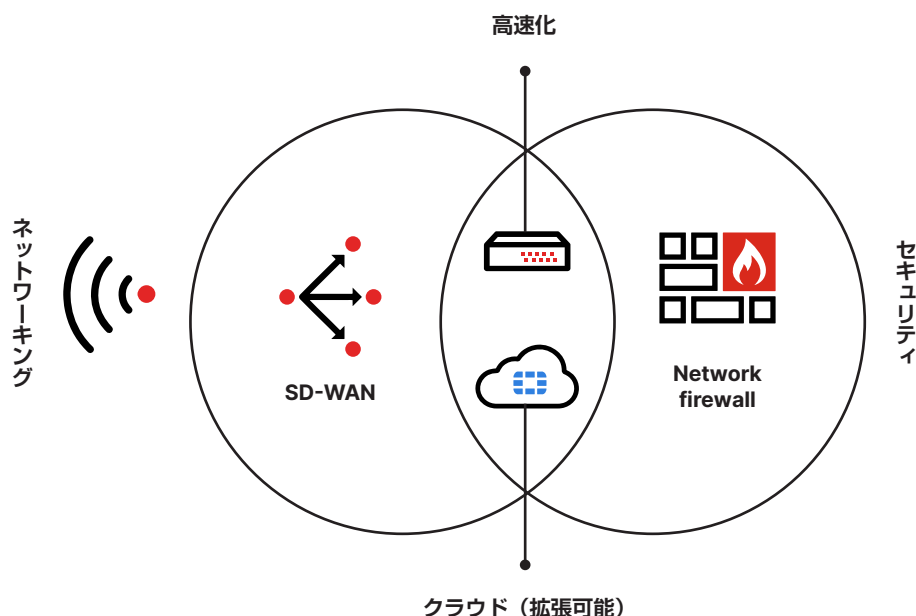 高速化
ネットワーキング
セキュリティ
SD-WAN
Network
firewall
クラウド（拡張可能）